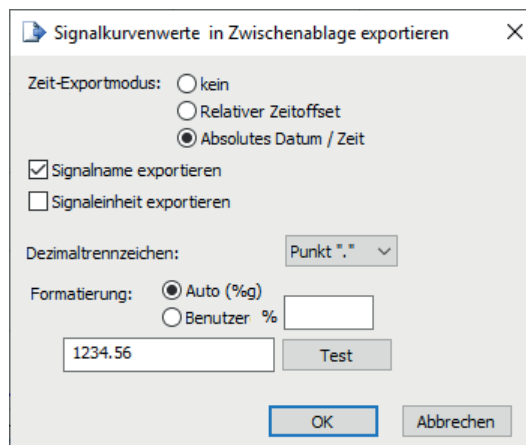 Signalkurvenwerte in Zwischenablage exportieren
Zeit-Exportmodus: kein
Relativer Zeitoffset
Absolutes Datum / Zeit
Signalname exportieren
Signaleinheit exportieren
Dezimaltrennzeichen: Punkt "."
Formatierung: Auto (%g)
Benutzer %
1234.56 Test
OK Abbrechen